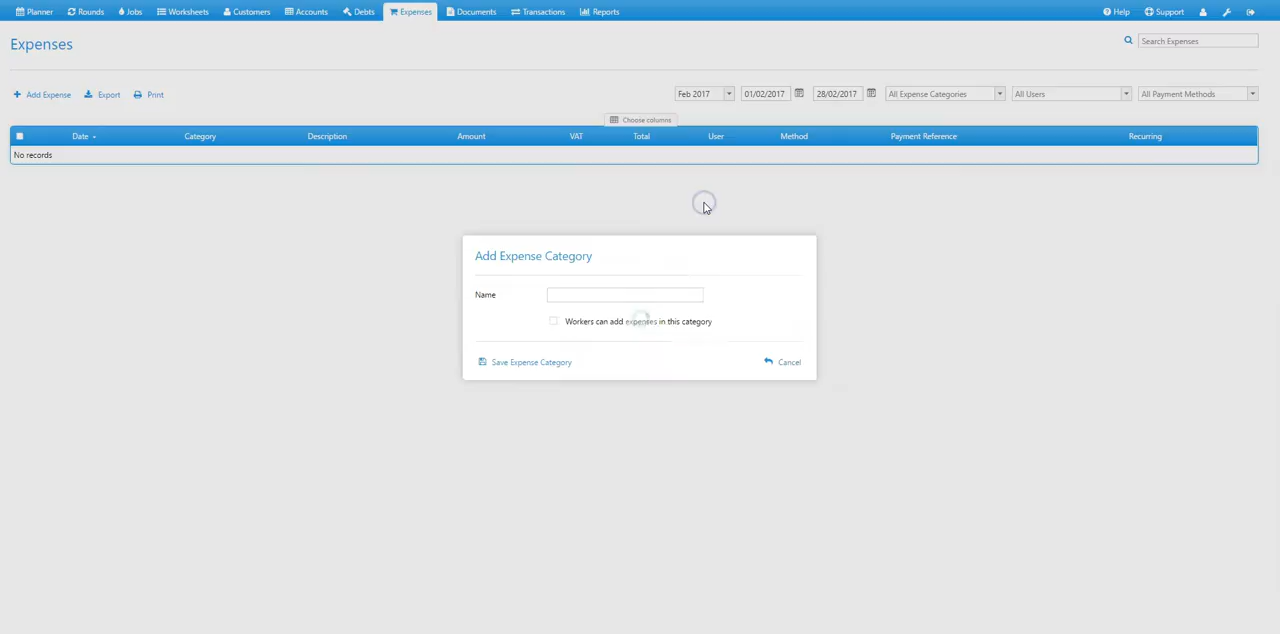 Planner Rounds Jobs Worksheets Customers Accounts Debts Expenses Documents Transactions Reports Help Support
Expenses
Search Expenses
Add Expense Export Print Feb 2017 01/02/2017 28/02/2017 All Expense Categories All Users All Payment Methods
Choose columns
Date Category Description Amount VAT Total User Method Payment Reference Recurring
No records
Add Expense Category
Name
Workers can add expenses in this category
Save Expense Category Cancel